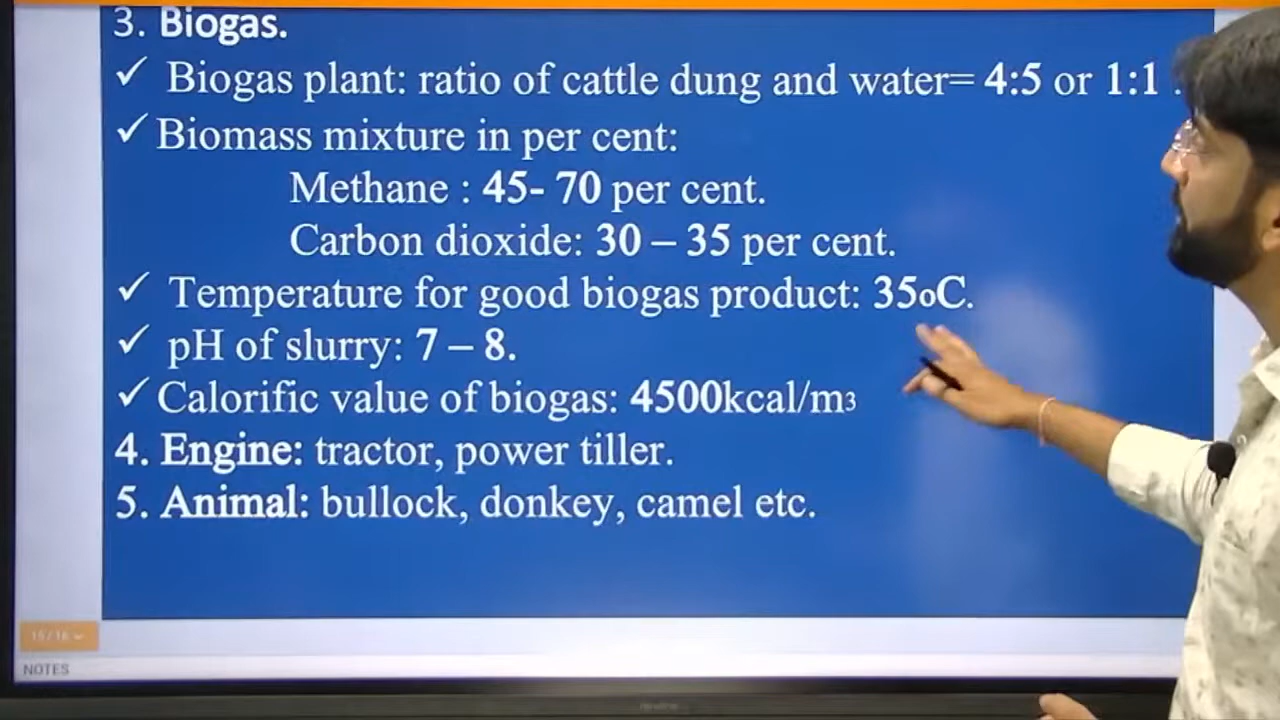 3. Biogas.
✓ Biogas plant: ratio of cattle dung and water= 4:5 or 1:1 .
✓ Biomass mixture in per cent:
Methane : 45- 70 per cent.
Carbon dioxide: 30 – 35 per cent.
✓ Temperature for good biogas product: 35oC.
✓ pH of slurry: 7 – 8.
✓ Calorific value of biogas: 4500kcal/m3
4. Engine: tractor, power tiller.
5. Animal: bullock, donkey, camel etc.
15 / 16
NOTES